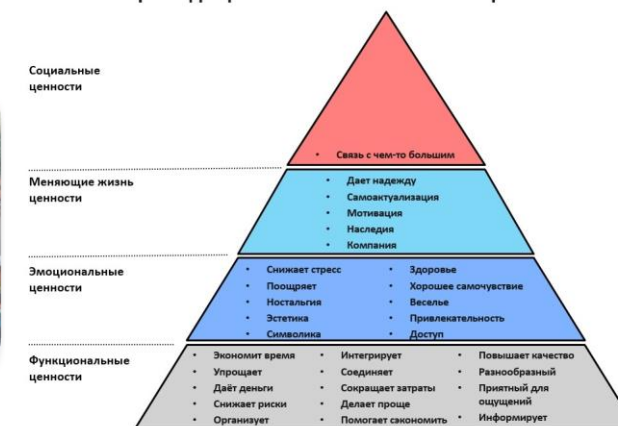 Социальные
ценности
• Связь с чем-то большим
Меняющие жизнь
ценности
• Дает надежду
• Самоактуализация
• Мотивация
• Наследия
• Компания
Эмоциональные
ценности
• Снижает стресс
• Поощряет
• Ностальгия
• Эстетика
• Символика
• Здоровье
• Хорошее самочувствие
• Веселье
• Привлекательность
• Доступ
Функциональные
ценности
• Экономит время
• Упрощает
• Даёт деньги
• Снижает риски
• Организует
• Интегрирует
• Соединяет
• Сокращает затраты
• Делает проще
• Помогает сэкономить
• Повышает качество
• Разнообразный
• Приятный для
ощущений
• Информирует